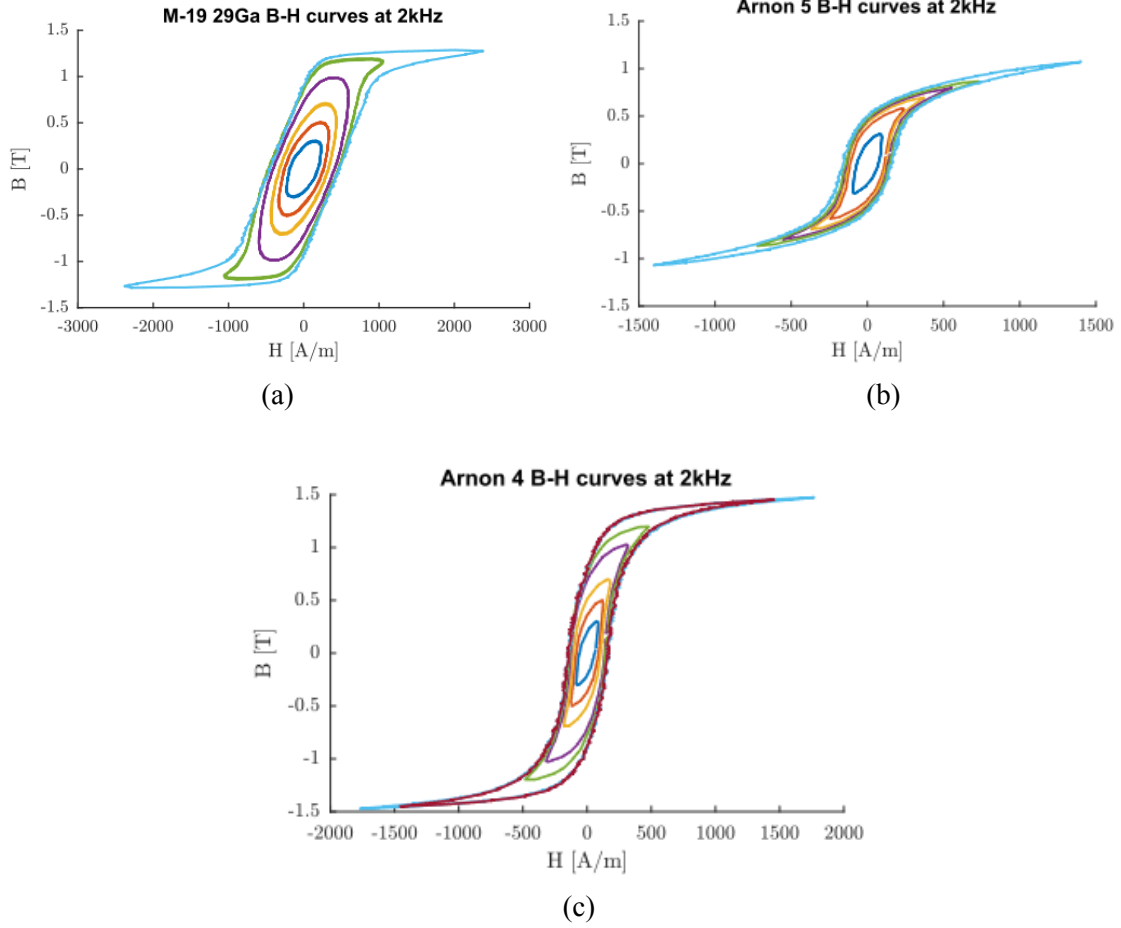 M-19 29Ga B-H curves at 2kHz
1.5
1
0.5
0
-0.5
-1
-1.5
B [T]
-3000 -2000 -1000 0 1000 2000 3000
H [A/m]
(a)
Arnon 5 B-H curves at 2kHz
1.5
1
0.5
0
-0.5
-1
-1.5
B [T]
-1500 -1000 -500 0 500 1000 1500
H [A/m]
(b)
Arnon 4 B-H curves at 2kHz
1.5
1
0.5
0
-0.5
-1
-1.5
B [T]
-2000 -1500 -1000 -500 0 500 1000 1500 2000
H [A/m]
(c)